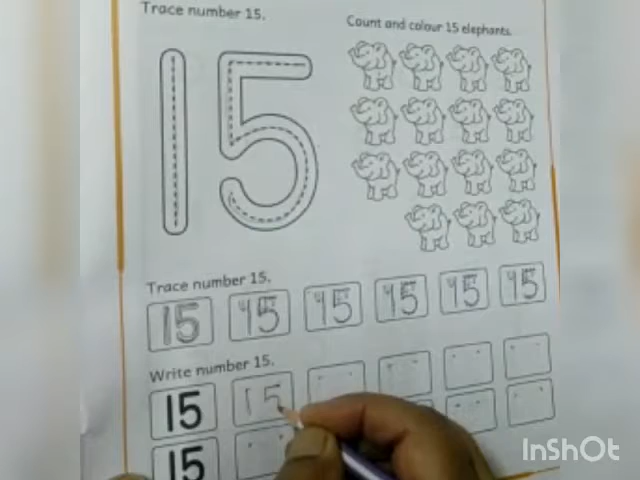 Trace number 15.
Count and colour 15 elephants.
15
Trace number 15.
15 15 15 15 15 15
Write number 15.
15 15
15
InShOt